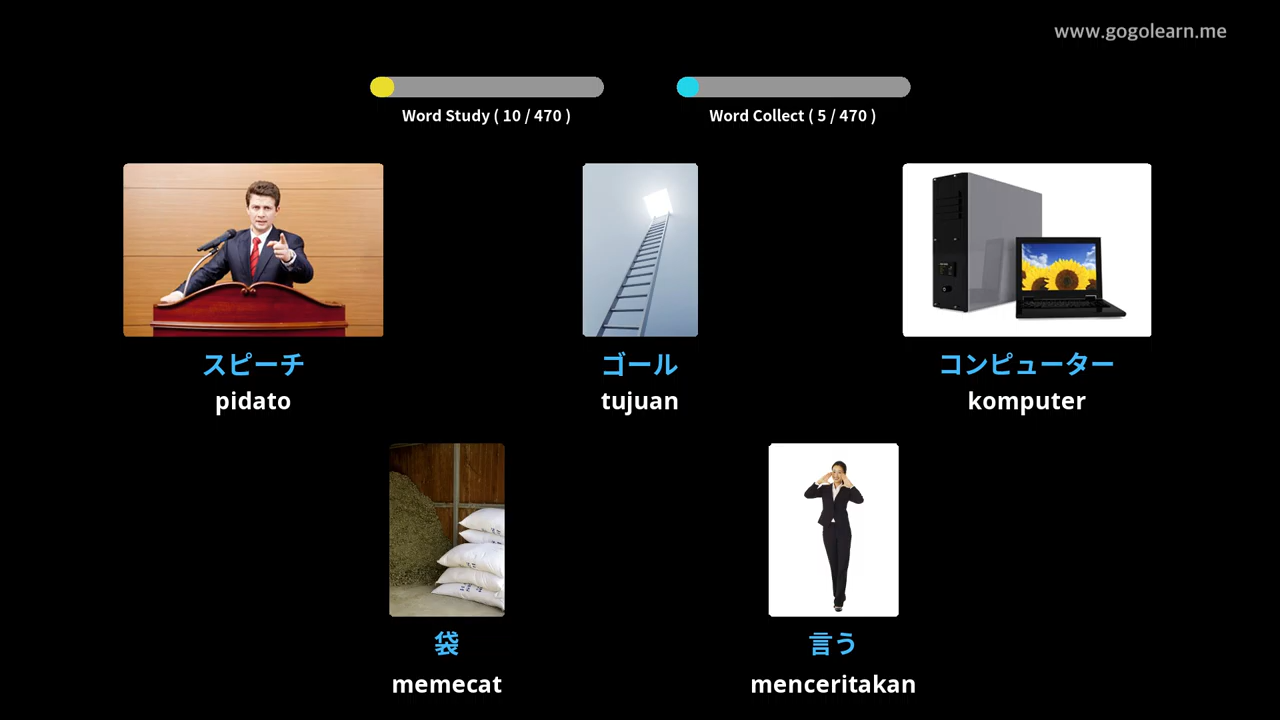 www.gogolearn.me
Word Study ( 10 / 470 )
Word Collect ( 5 / 470 )
スピーチ
pidato
ゴール
tujuan
コンピューター
komputer
袋
memecat
言う
menceritakan